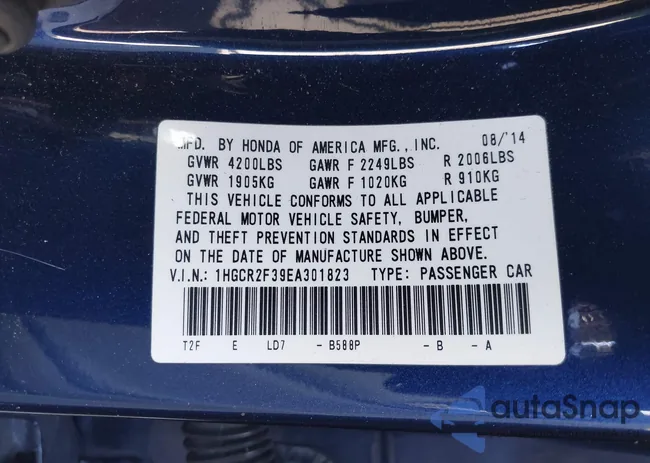 MFD. BY HONDA OF AMERICA MFG., INC. 08/'14
GVWR 4200LBS GAWR F 2249LBS R 2006LBS
GVWR 1905KG GAWR F 1020KG R 910KG
THIS VEHICLE CONFORMS TO ALL APPLICABLE
FEDERAL MOTOR VEHICLE SAFETY, BUMPER,
AND THEFT PREVENTION STANDARDS IN EFFECT
ON THE DATE OF MANUFACTURE SHOWN ABOVE.
V.I.N.: 1HGCR2F39EA301823 TYPE: PASSENGER CAR
T2F E LD7 - B588P - B - A
autaSnap